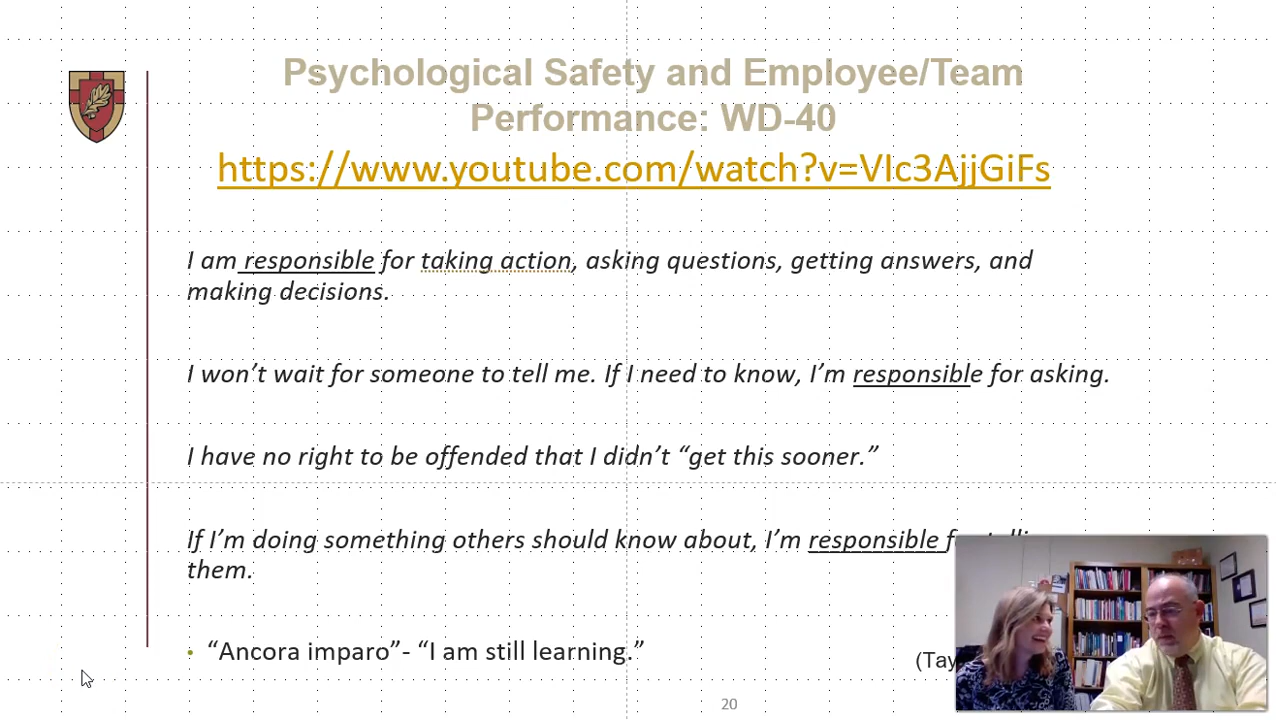 Psychological Safety and Employee/Team
Performance: WD-40
https://www.youtube.com/watch?v=VIc3AjjGiFs
I am responsible for taking action, asking questions, getting answers, and
making decisions.
I won’t wait for someone to tell me. If I need to know, I’m responsible for asking.
I have no right to be offended that I didn’t “get this sooner.”
If I’m doing something others should know about, I’m responsible
them.
• “Ancora imparo”- “I am still learning.”
20